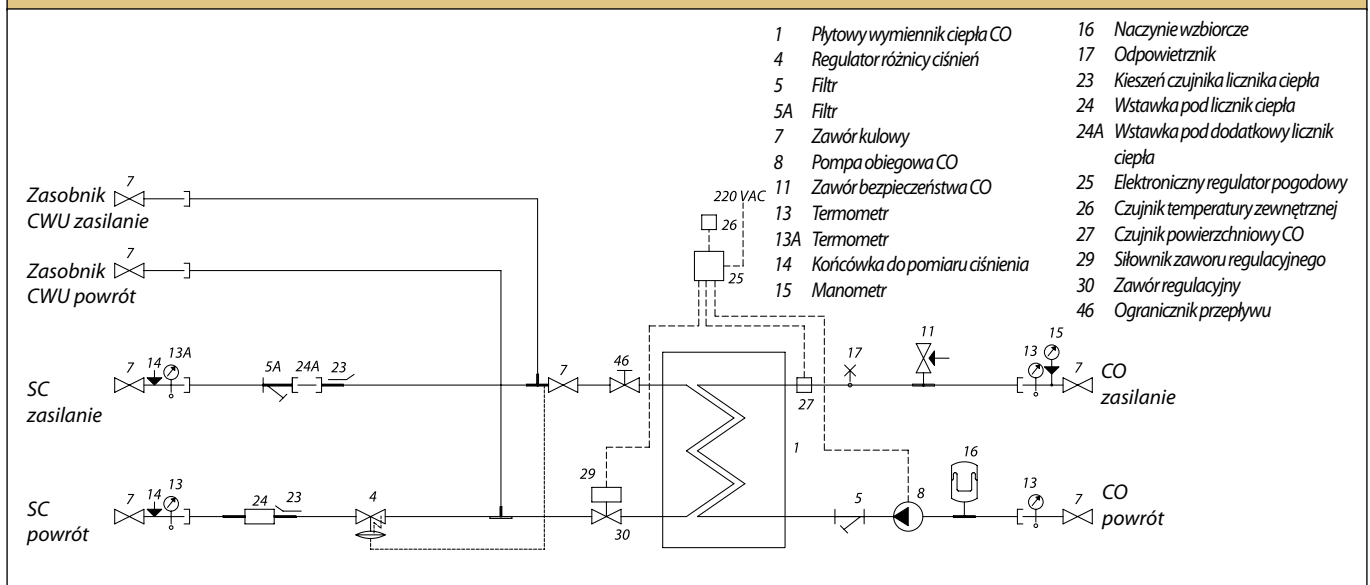 1 Płytowy wymiennik ciepła CO
4 Regulator różnicy ciśnień
5 Filtr
5A Filtr
7 Zawór kulowy
8 Pompa obiegowa CO
11 Zawór bezpieczeństwa CO
13 Termometr
13A Termometr
14 Końcówka do pomiaru ciśnienia
15 Manometr
16 Naczynie wzbiorcze
17 Odpowietrznik
23 Kieszeń czujnika licznika ciepła
24 Wstawka pod licznik ciepła
24A Wstawka pod dodatkowy licznik
ciepła
25 Elektroniczny regulator pogodowy
26 Czujnik temperatury zewnętrznej
27 Czujnik powierzchniowy CO
29 Siłownik zaworu regulacyjnego
30 Zawór regulacyjny
46 Ogranicznik przepływu
7
Zasobnik
CWU zasilanie
220 VAC
26
7
Zasobnik
CWU powrót
25
7 14 13A 5A 24A 23 7 46 17 11 13 15 7
SC
zasilanie
27
CO
zasilanie
1
7 14 13 24 23 4 29 5 8 16 13 7
SC
powrót
30
CO
powrót